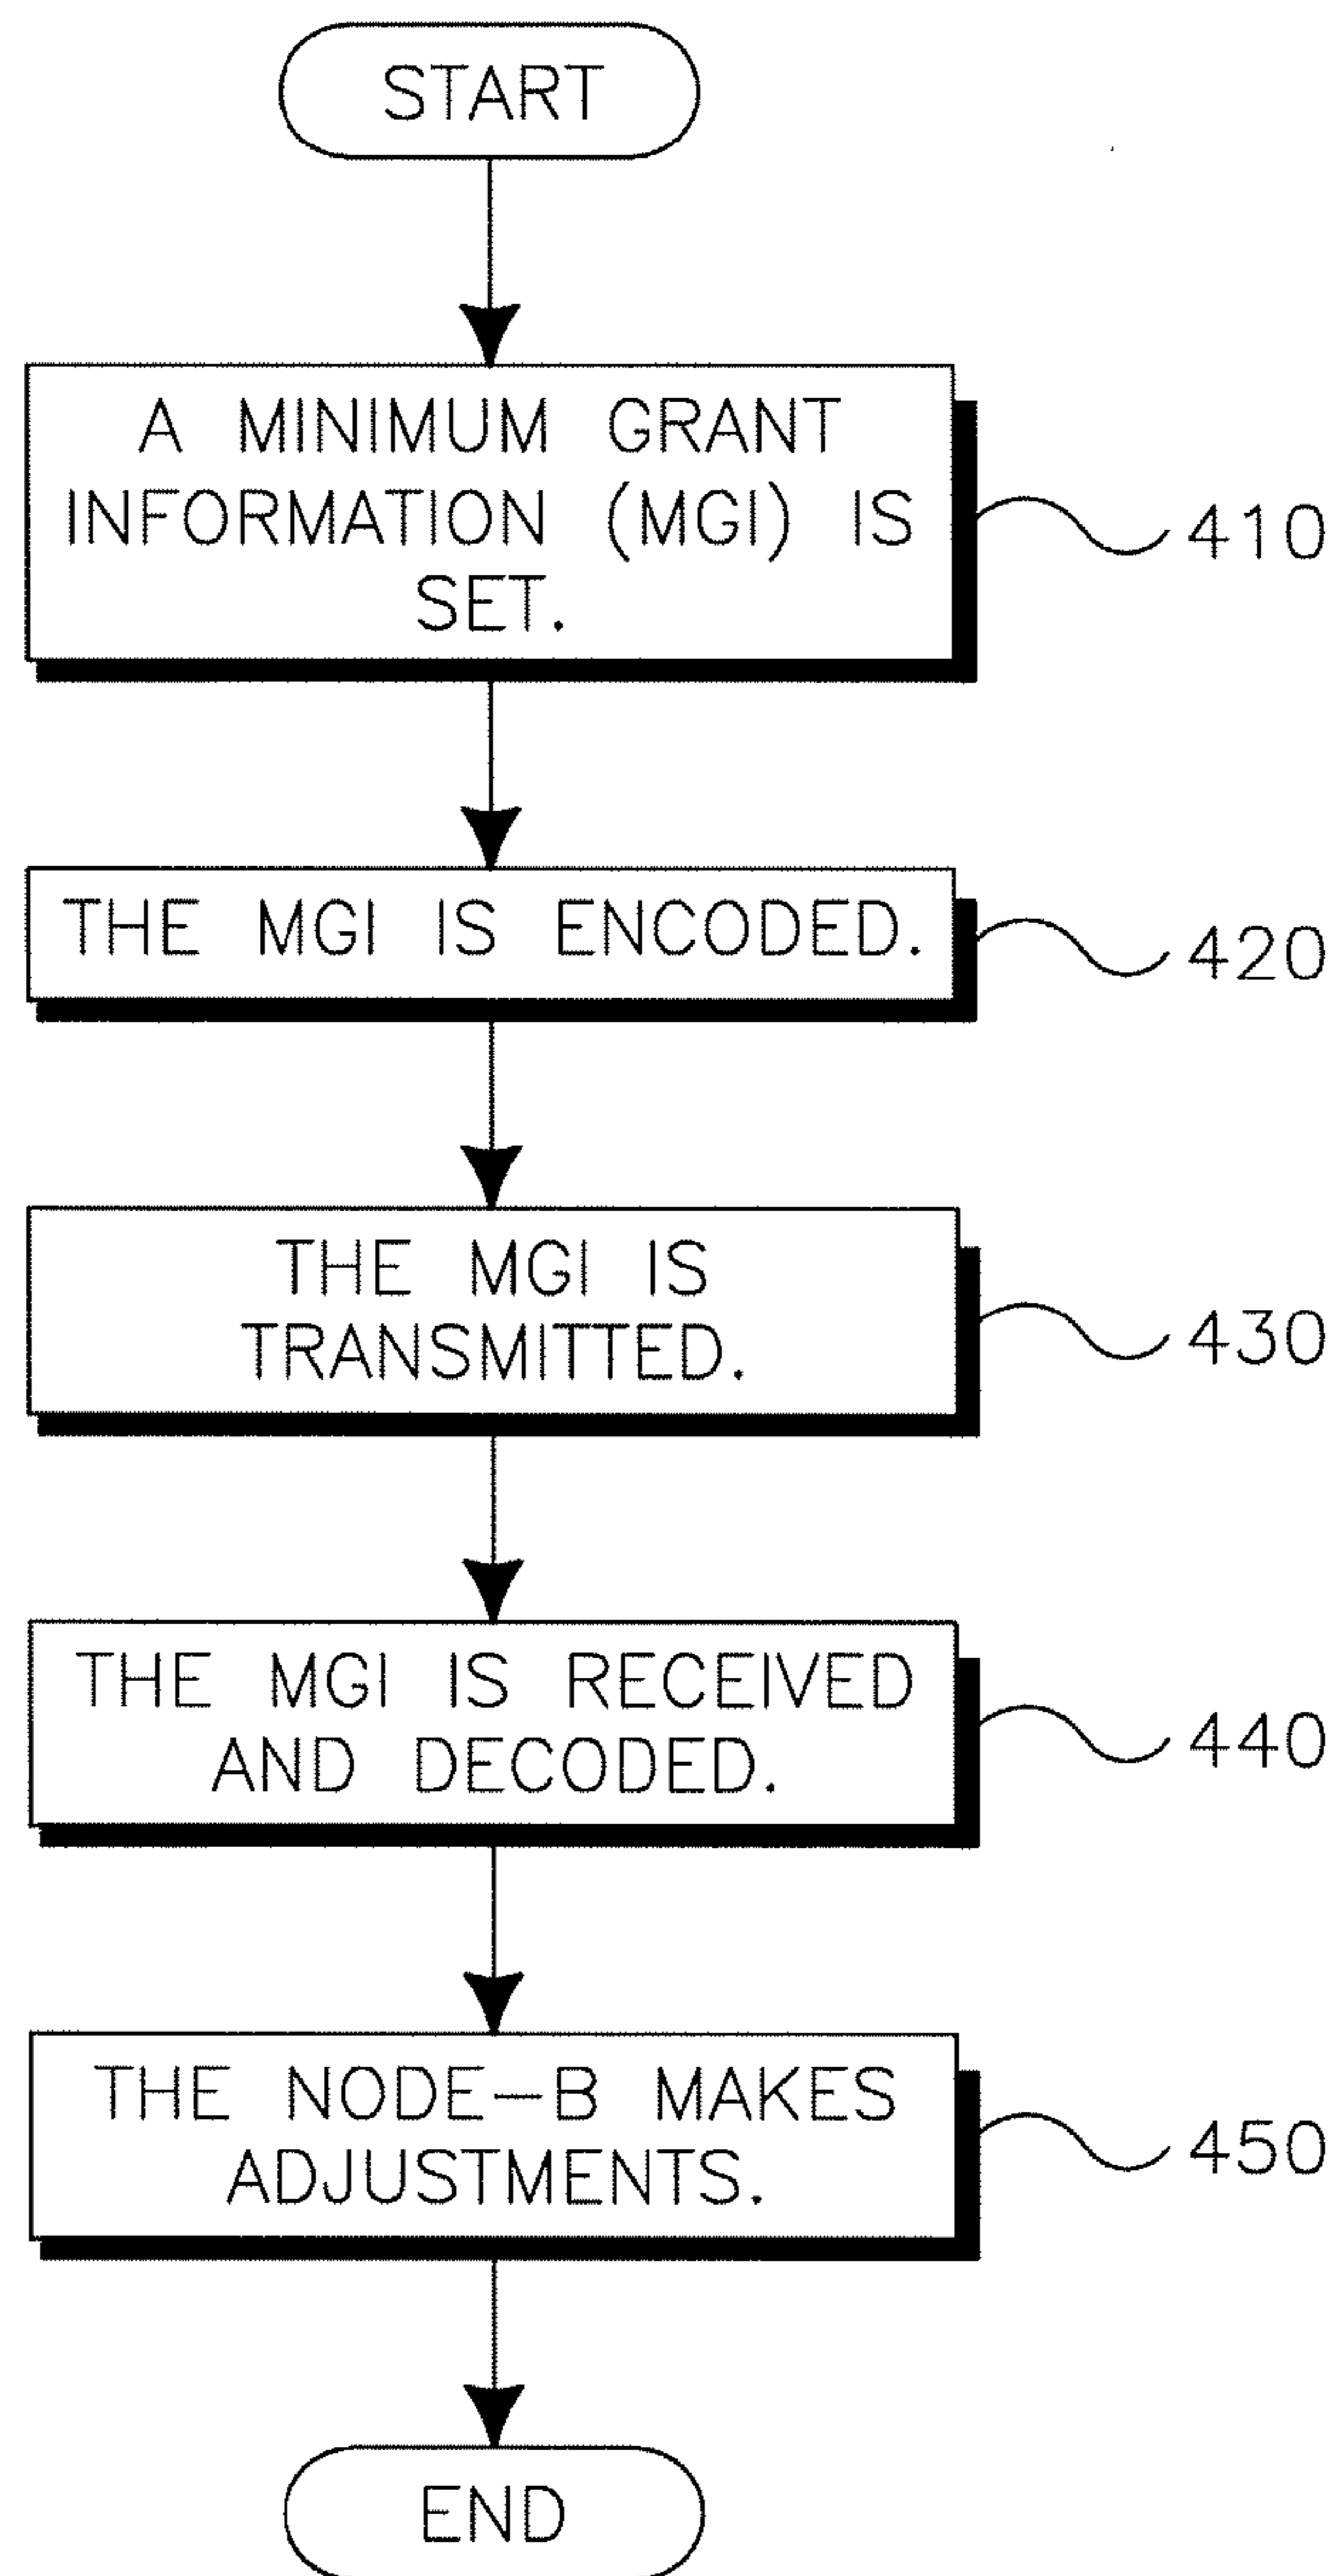 START
A MINIMUM GRANT
INFORMATION (MGI) IS
SET.
410
THE MGI IS ENCODED.
420
THE MGI IS
TRANSMITTED.
430
THE MGI IS RECEIVED
AND DECODED.
440
THE NODE-B MAKES
ADJUSTMENTS.
450
END